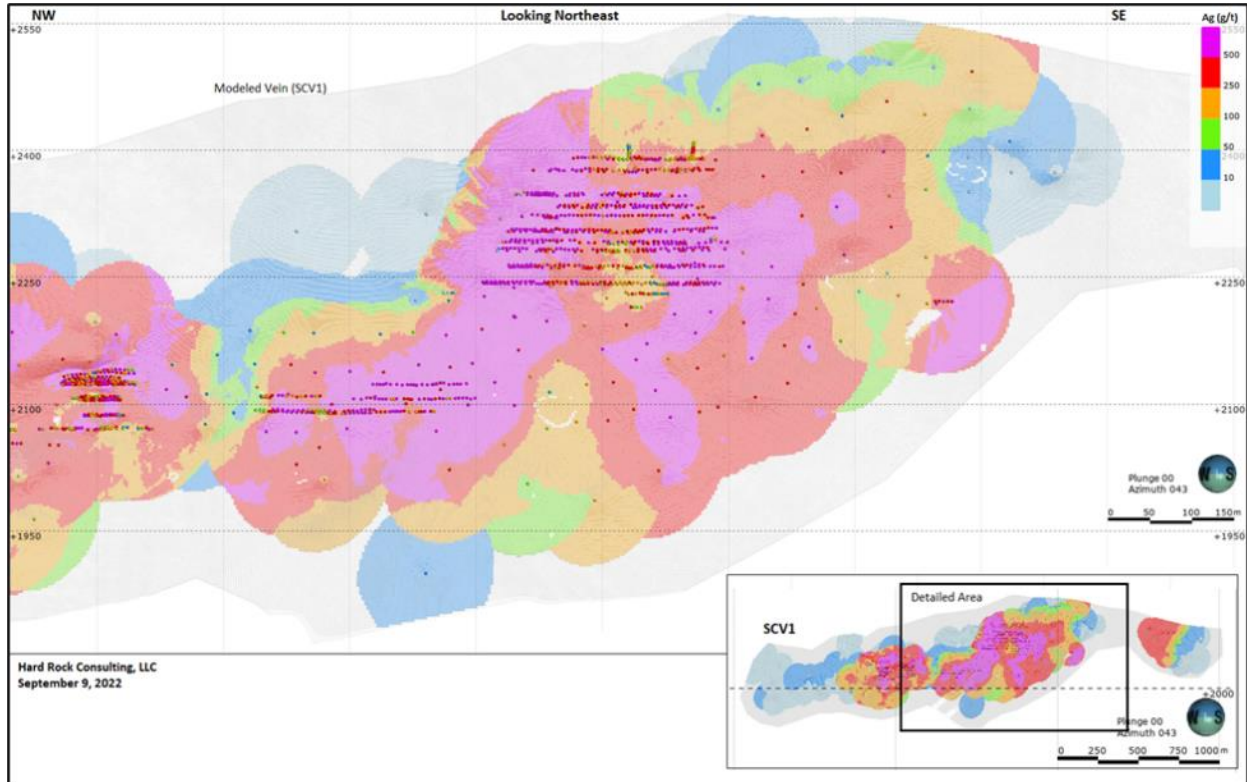 NW
Looking Northeast
SE
Ag (g/t)
+2550
2550
500
250
100
50
10
Modeled Vein (SCV1)
+2400
2400
+2250
+2250
+2100
+2100
+1950
+1950
Plunge 00
Azimuth 043
N S
0 50 100 150m
Detailed Area
SCV1
+2000
Plunge 00
Azimuth 043
N S
0 250 500 750 1000m
Hard Rock Consulting, LLC
September 9, 2022